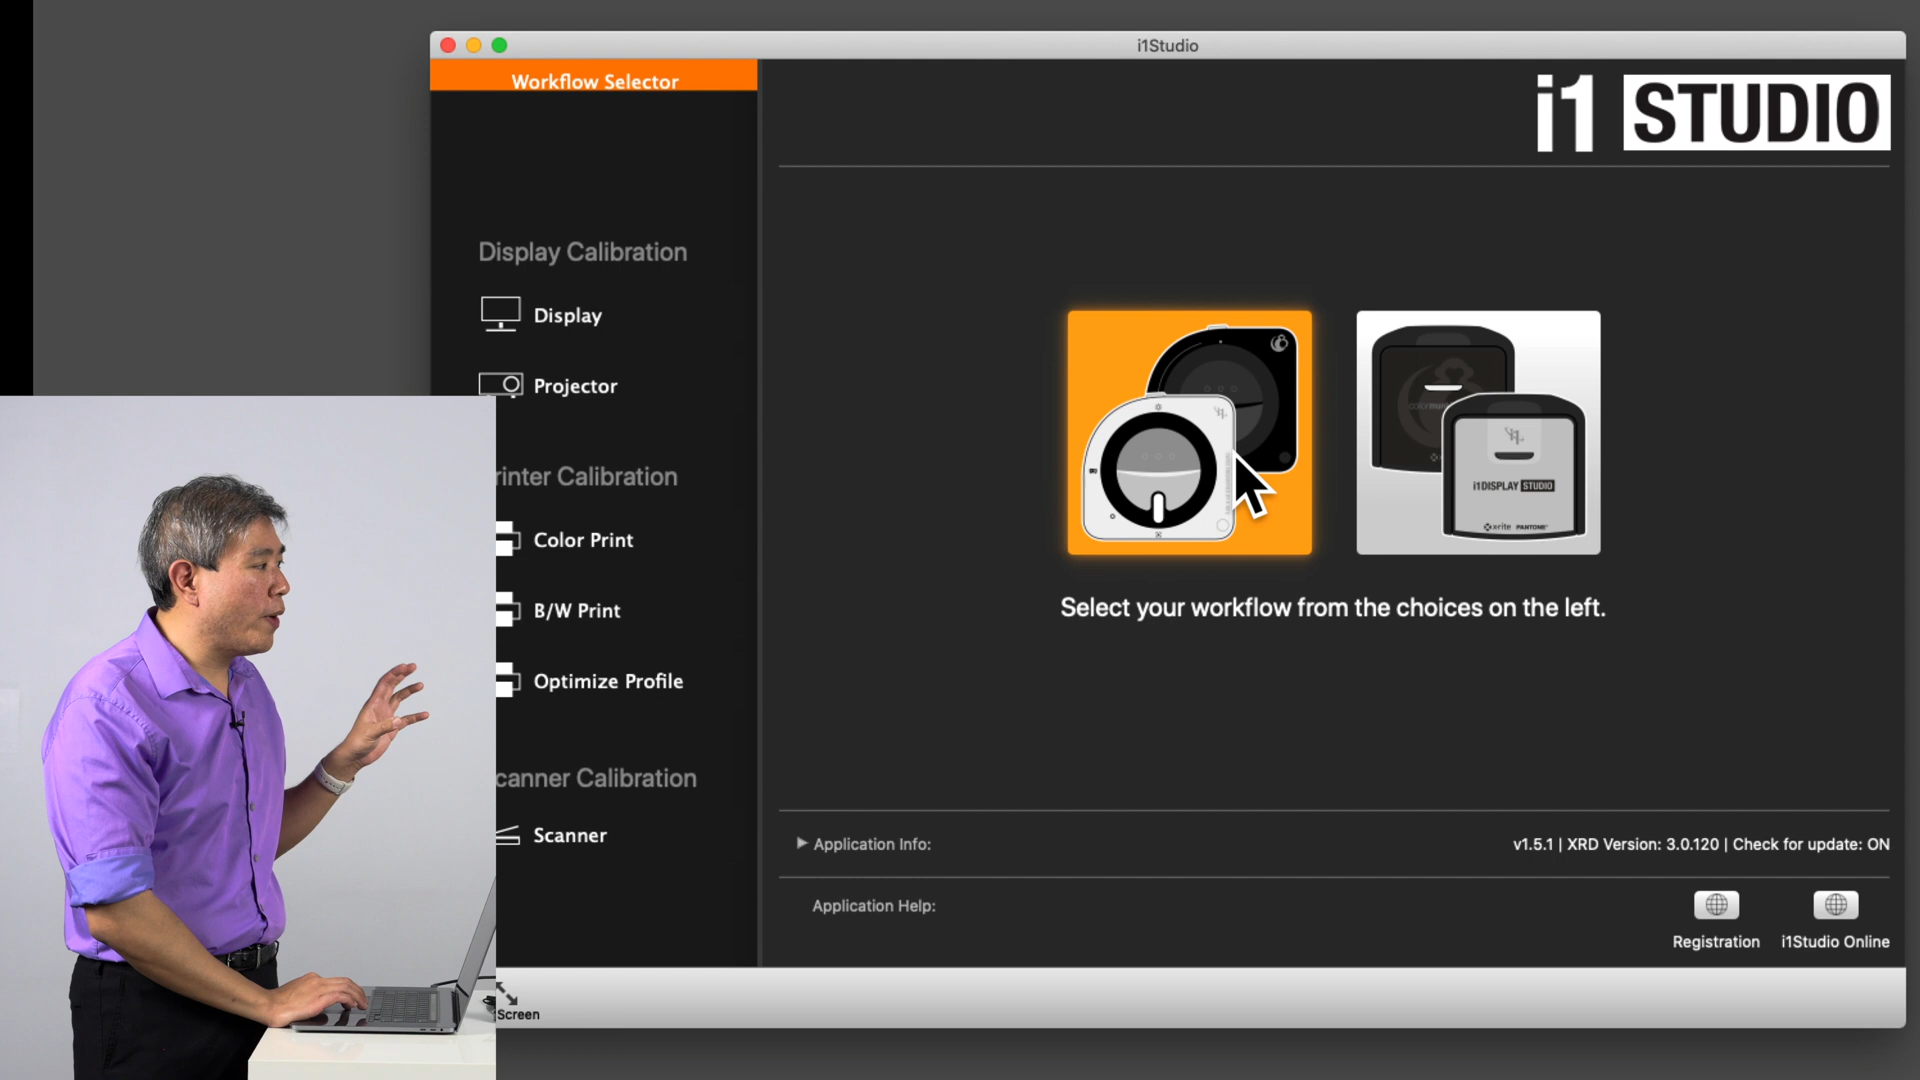 i1Studio
Workflow Selector
i1 STUDIO
Display Calibration
Display
Projector
rinter Calibration
Color Print
B/W Print
Optimize Profile
canner Calibration
Scanner
i1DISPLAY STUDIO
x-rite PANTONE
Select your workflow from the choices on the left.
Application Info:
v1.5.1 | XRD Version: 3.0.120 | Check for update: ON
Application Help:
Registration
i1Studio Online
Screen